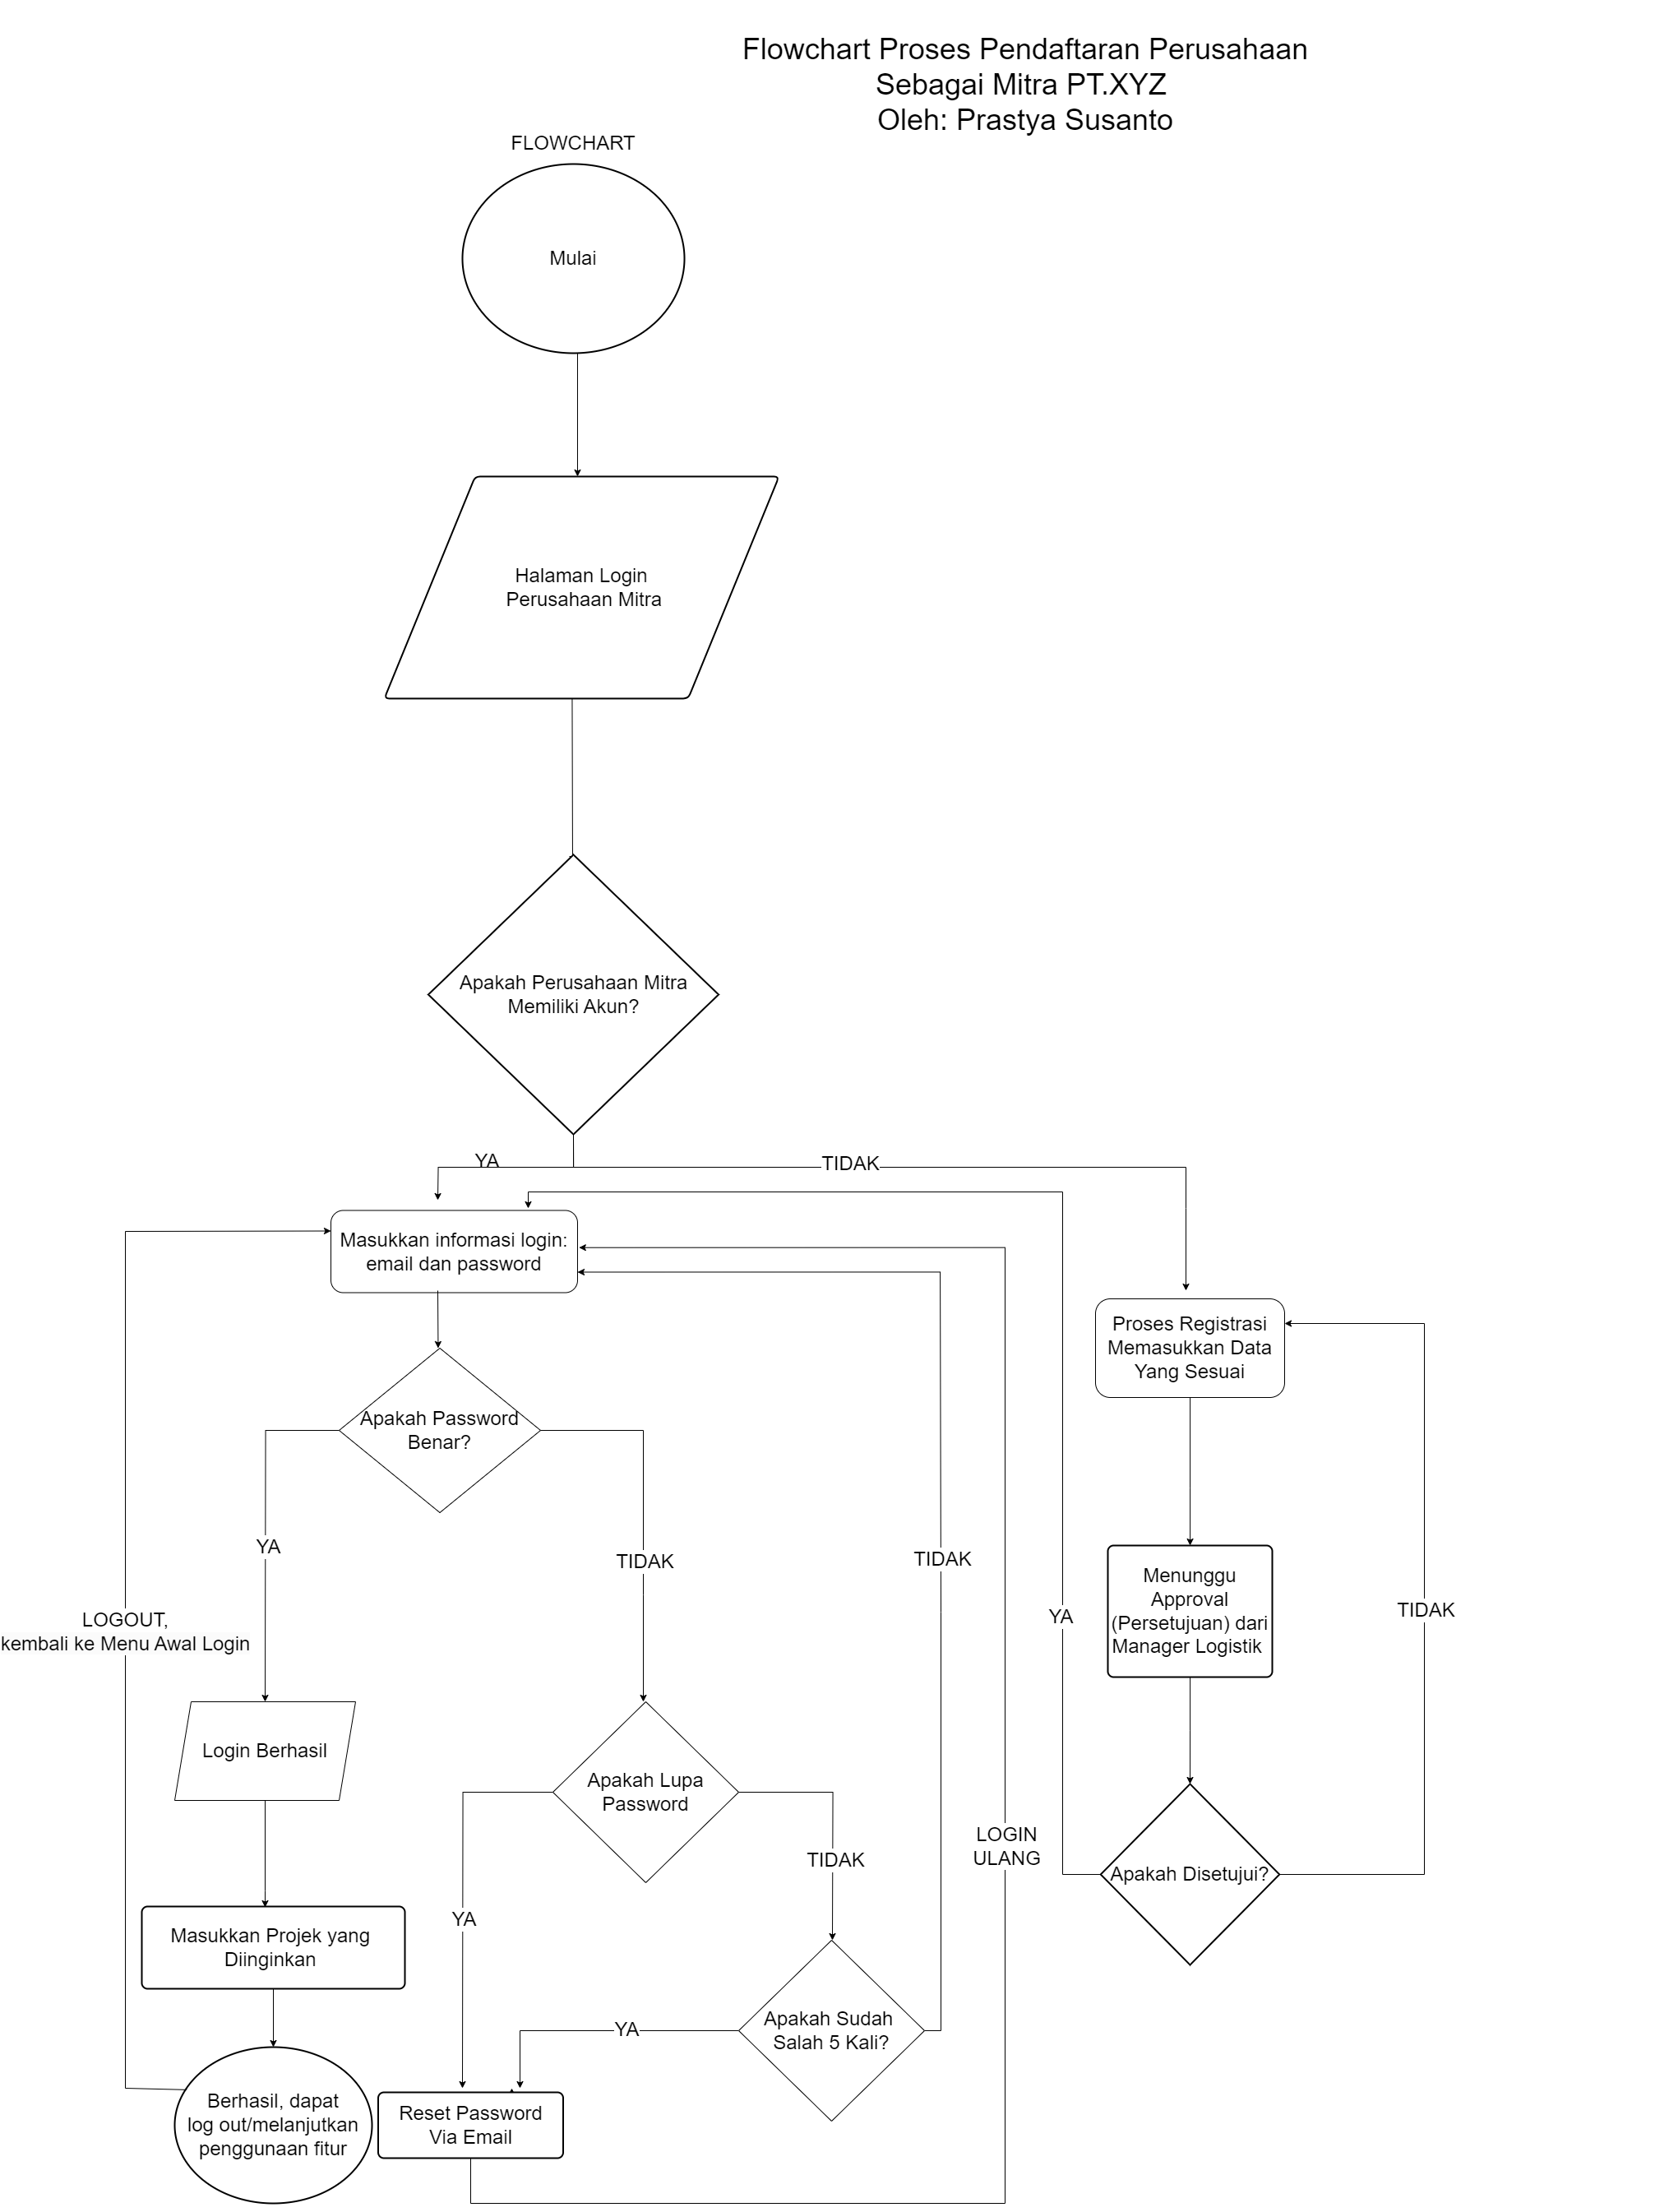 Flowchart Proses Pendaftaran Perusahaan
Sebagai Mitra PT.XYZ
Oleh: Prastya Susanto
FLOWCHART
Mulai
Halaman Login
Perusahaan Mitra
Apakah Perusahaan Mitra
Memiliki Akun?
YA
TIDAK
Masukkan informasi login:
email dan password
Proses Registrasi
Memasukkan Data
Yang Sesuai
Apakah Password
Benar?
YA
TIDAK
TIDAK
Menunggu
Approval
(Persetujuan) dari
Manager Logistik
YA
TIDAK
LOGOUT,
kembali ke Menu Awal Login
Login Berhasil
Apakah Lupa
Password
LOGIN
ULANG
TIDAK
Apakah Disetujui?
YA
Masukkan Projek yang
Diinginkan
Apakah Sudah
Salah 5 Kali?
YA
Berhasil, dapat
log out/melanjutkan
penggunaan fitur
Reset Password
Via Email